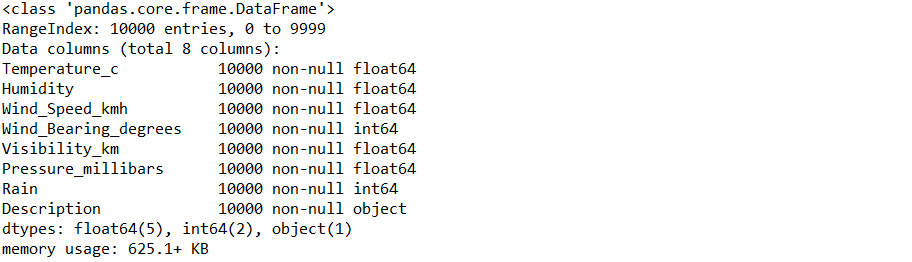 <class 'pandas.core.frame.DataFrame'>
RangeIndex: 10000 entries, 0 to 9999
Data columns (total 8 columns):
Temperature_c           10000 non-null float64
Humidity                10000 non-null float64
Wind_Speed_kmh          10000 non-null float64
Wind_Bearing_degrees    10000 non-null int64
Visibility_km           10000 non-null float64
Pressure_millibars      10000 non-null float64
Rain                    10000 non-null int64
Description             10000 non-null object
dtypes: float64(5), int64(2), object(1)
memory usage: 625.1+ KB